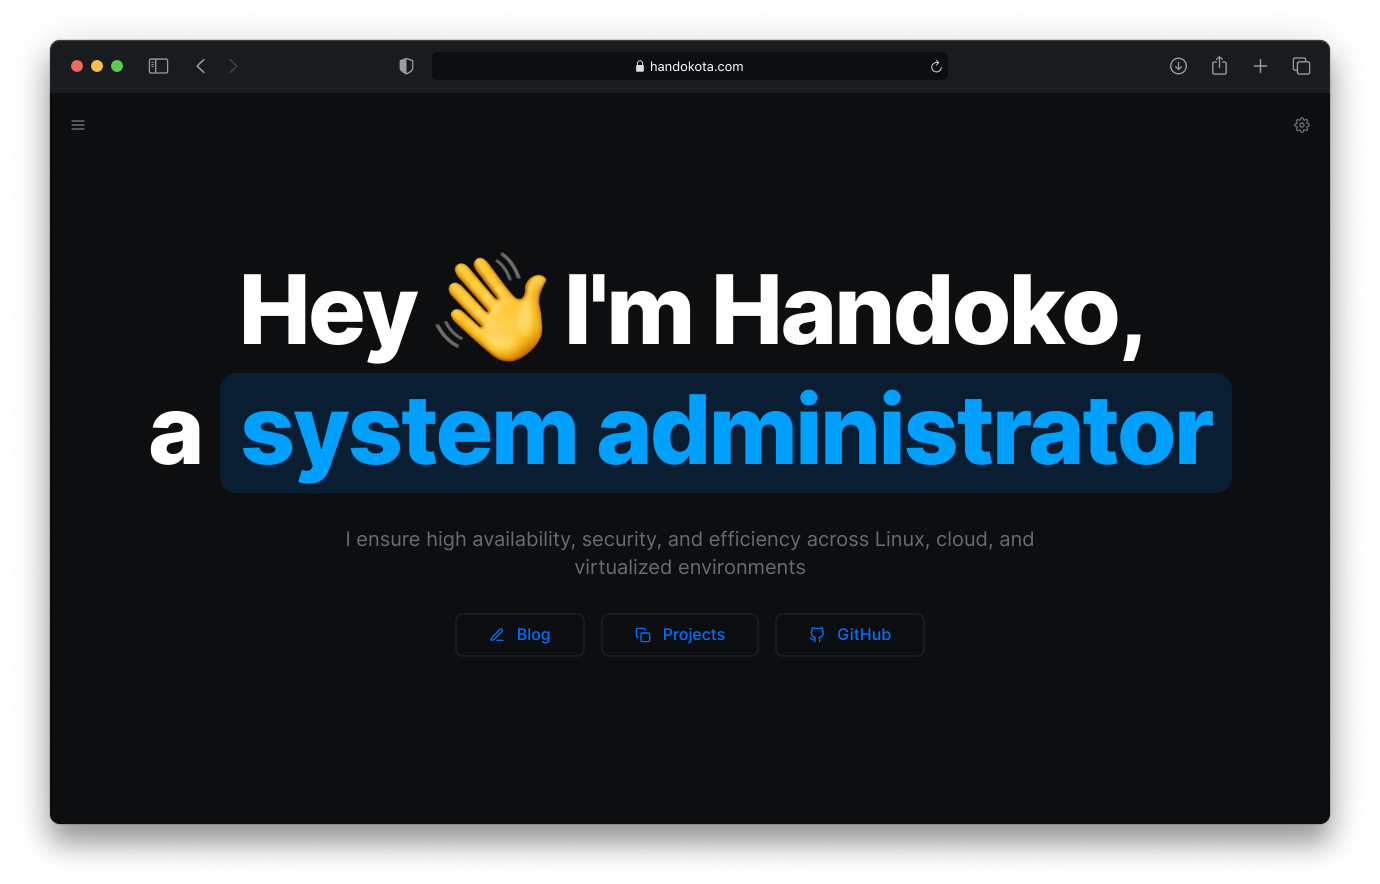 handokota.com
Hey 👋 I'm Handoko,
a system administrator
I ensure high availability, security, and efficiency across Linux, cloud, and
virtualized environments
Blog
Projects
GitHub